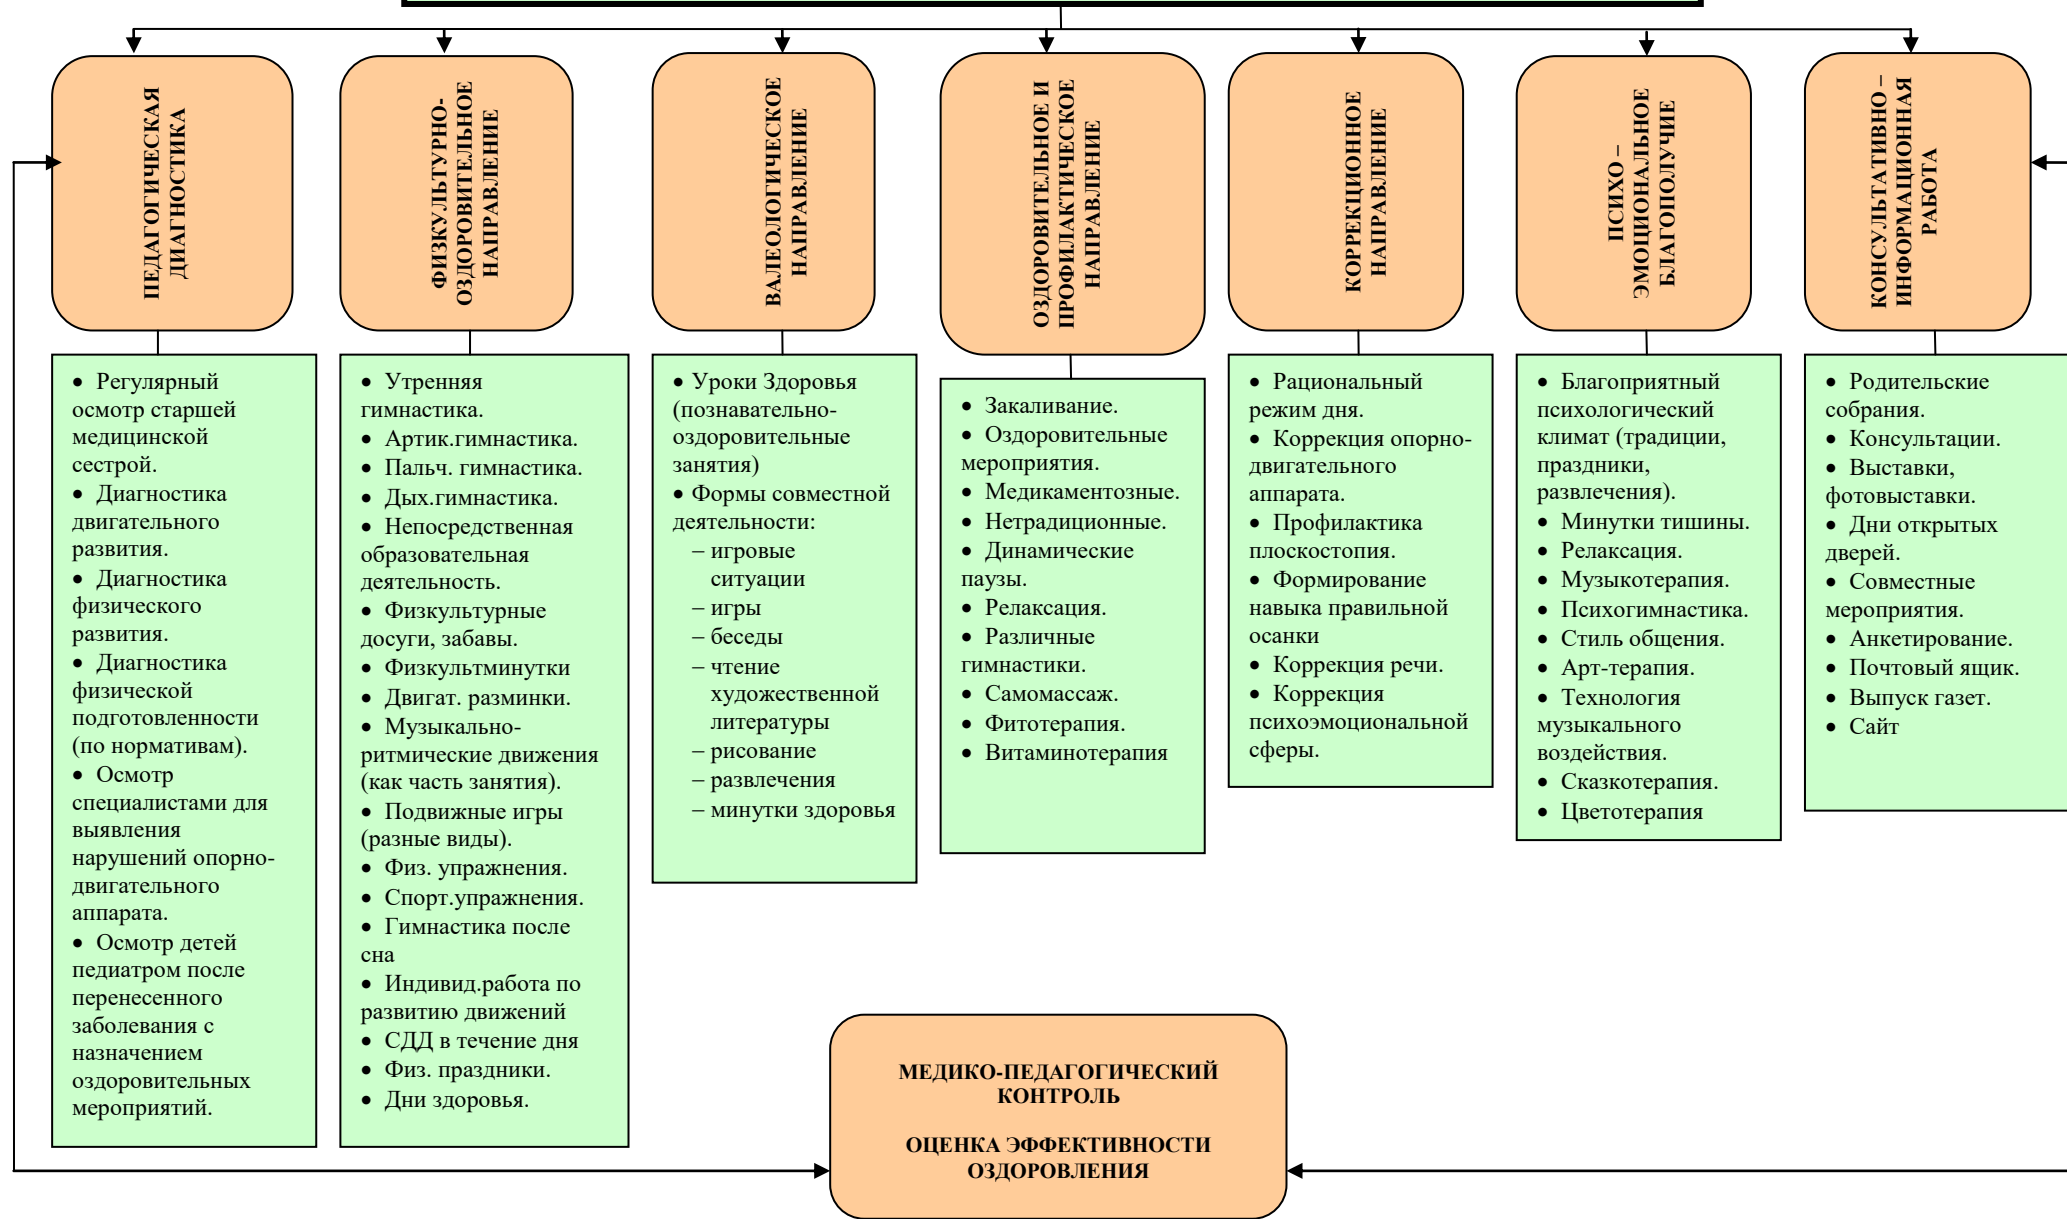 ПЕДАГОГИЧЕСКАЯ
ДИАГНОСТИКА
ФИЗКУЛЬТУРНО-
ОЗДОРОВИТЕЛЬНОЕ
НАПРАВЛЕНИЕ
ВАЛЕОЛОГИЧЕСКОЕ
НАПРАВЛЕНИЕ
ОЗДОРОВИТЕЛЬНОЕ И
ПРОФИЛАКТИЧЕСКОЕ
НАПРАВЛЕНИЕ
КОРРЕКЦИОННОЕ
НАПРАВЛЕНИЕ
ПСИХО –
ЭМОЦИОНАЛЬНОЕ
БЛАГОПОЛУЧИЕ
КОНСУЛЬТАТИВНО –
ИНФОРМАЦИОННАЯ
РАБОТА
• Регулярный
осмотр старшей
медицинской
сестрой.
• Диагностика
двигательного
развития.
• Диагностика
физического
развития.
• Диагностика
физической
подготовленности
(по нормативам).
• Осмотр
специалистами для
выявления
нарушений опорно-
двигательного
аппарата.
• Осмотр детей
педиатром после
перенесенного
заболевания с
назначением
оздоровительных
мероприятий.
• Утренняя
гимнастика.
• Артик.гимнастика.
• Пальч. гимнастика.
• Дых.гимнастика.
• Непосредственная
образовательная
деятельность.
• Физкультурные
досуги, забавы.
• Физкультминутки
• Двигат. разминки.
• Музыкально-
ритмические движения
(как часть занятия).
• Подвижные игры
(разные виды).
• Физ. упражнения.
• Спорт.упражнения.
• Гимнастика после
сна
• Индивид.работа по
развитию движений
• СДД в течение дня
• Физ. праздники.
• Дни здоровья.
• Уроки Здоровья
(познавательно-
оздоровительные
занятия)
• Формы совместной
деятельности:
– игровые
ситуации
– игры
– беседы
– чтение
художественной
литературы
– рисование
– развлечения
– минутки здоровья
• Закаливание.
• Оздоровительные
мероприятия.
• Медикаментозные.
• Нетрадиционные.
• Динамические
паузы.
• Релаксация.
• Различные
гимнастики.
• Самомассаж.
• Фитотерапия.
• Витаминотерапия
• Рациональный
режим дня.
• Коррекция опорно-
двигательного
аппарата.
• Профилактика
плоскостопия.
• Формирование
навыка правильной
осанки
• Коррекция речи.
• Коррекция
психоэмоциональной
сферы.
• Благоприятный
психологический
климат (традиции,
праздники,
развлечения).
• Минутки тишины.
• Релаксация.
• Музыкотерапия.
• Психогимнастика.
• Стиль общения.
• Арт-терапия.
• Технология
музыкального
воздействия.
• Сказкотерапия.
• Цветотерапия
• Родительские
собрания.
• Консультации.
• Выставки,
фотовыставки.
• Дни открытых
дверей.
• Совместные
мероприятия.
• Анкетирование.
• Почтовый ящик.
• Выпуск газет.
• Сайт
МЕДИКО-ПЕДАГОГИЧЕСКИЙ
КОНТРОЛЬ
ОЦЕНКА ЭФФЕКТИВНОСТИ
ОЗДОРОВЛЕНИЯ